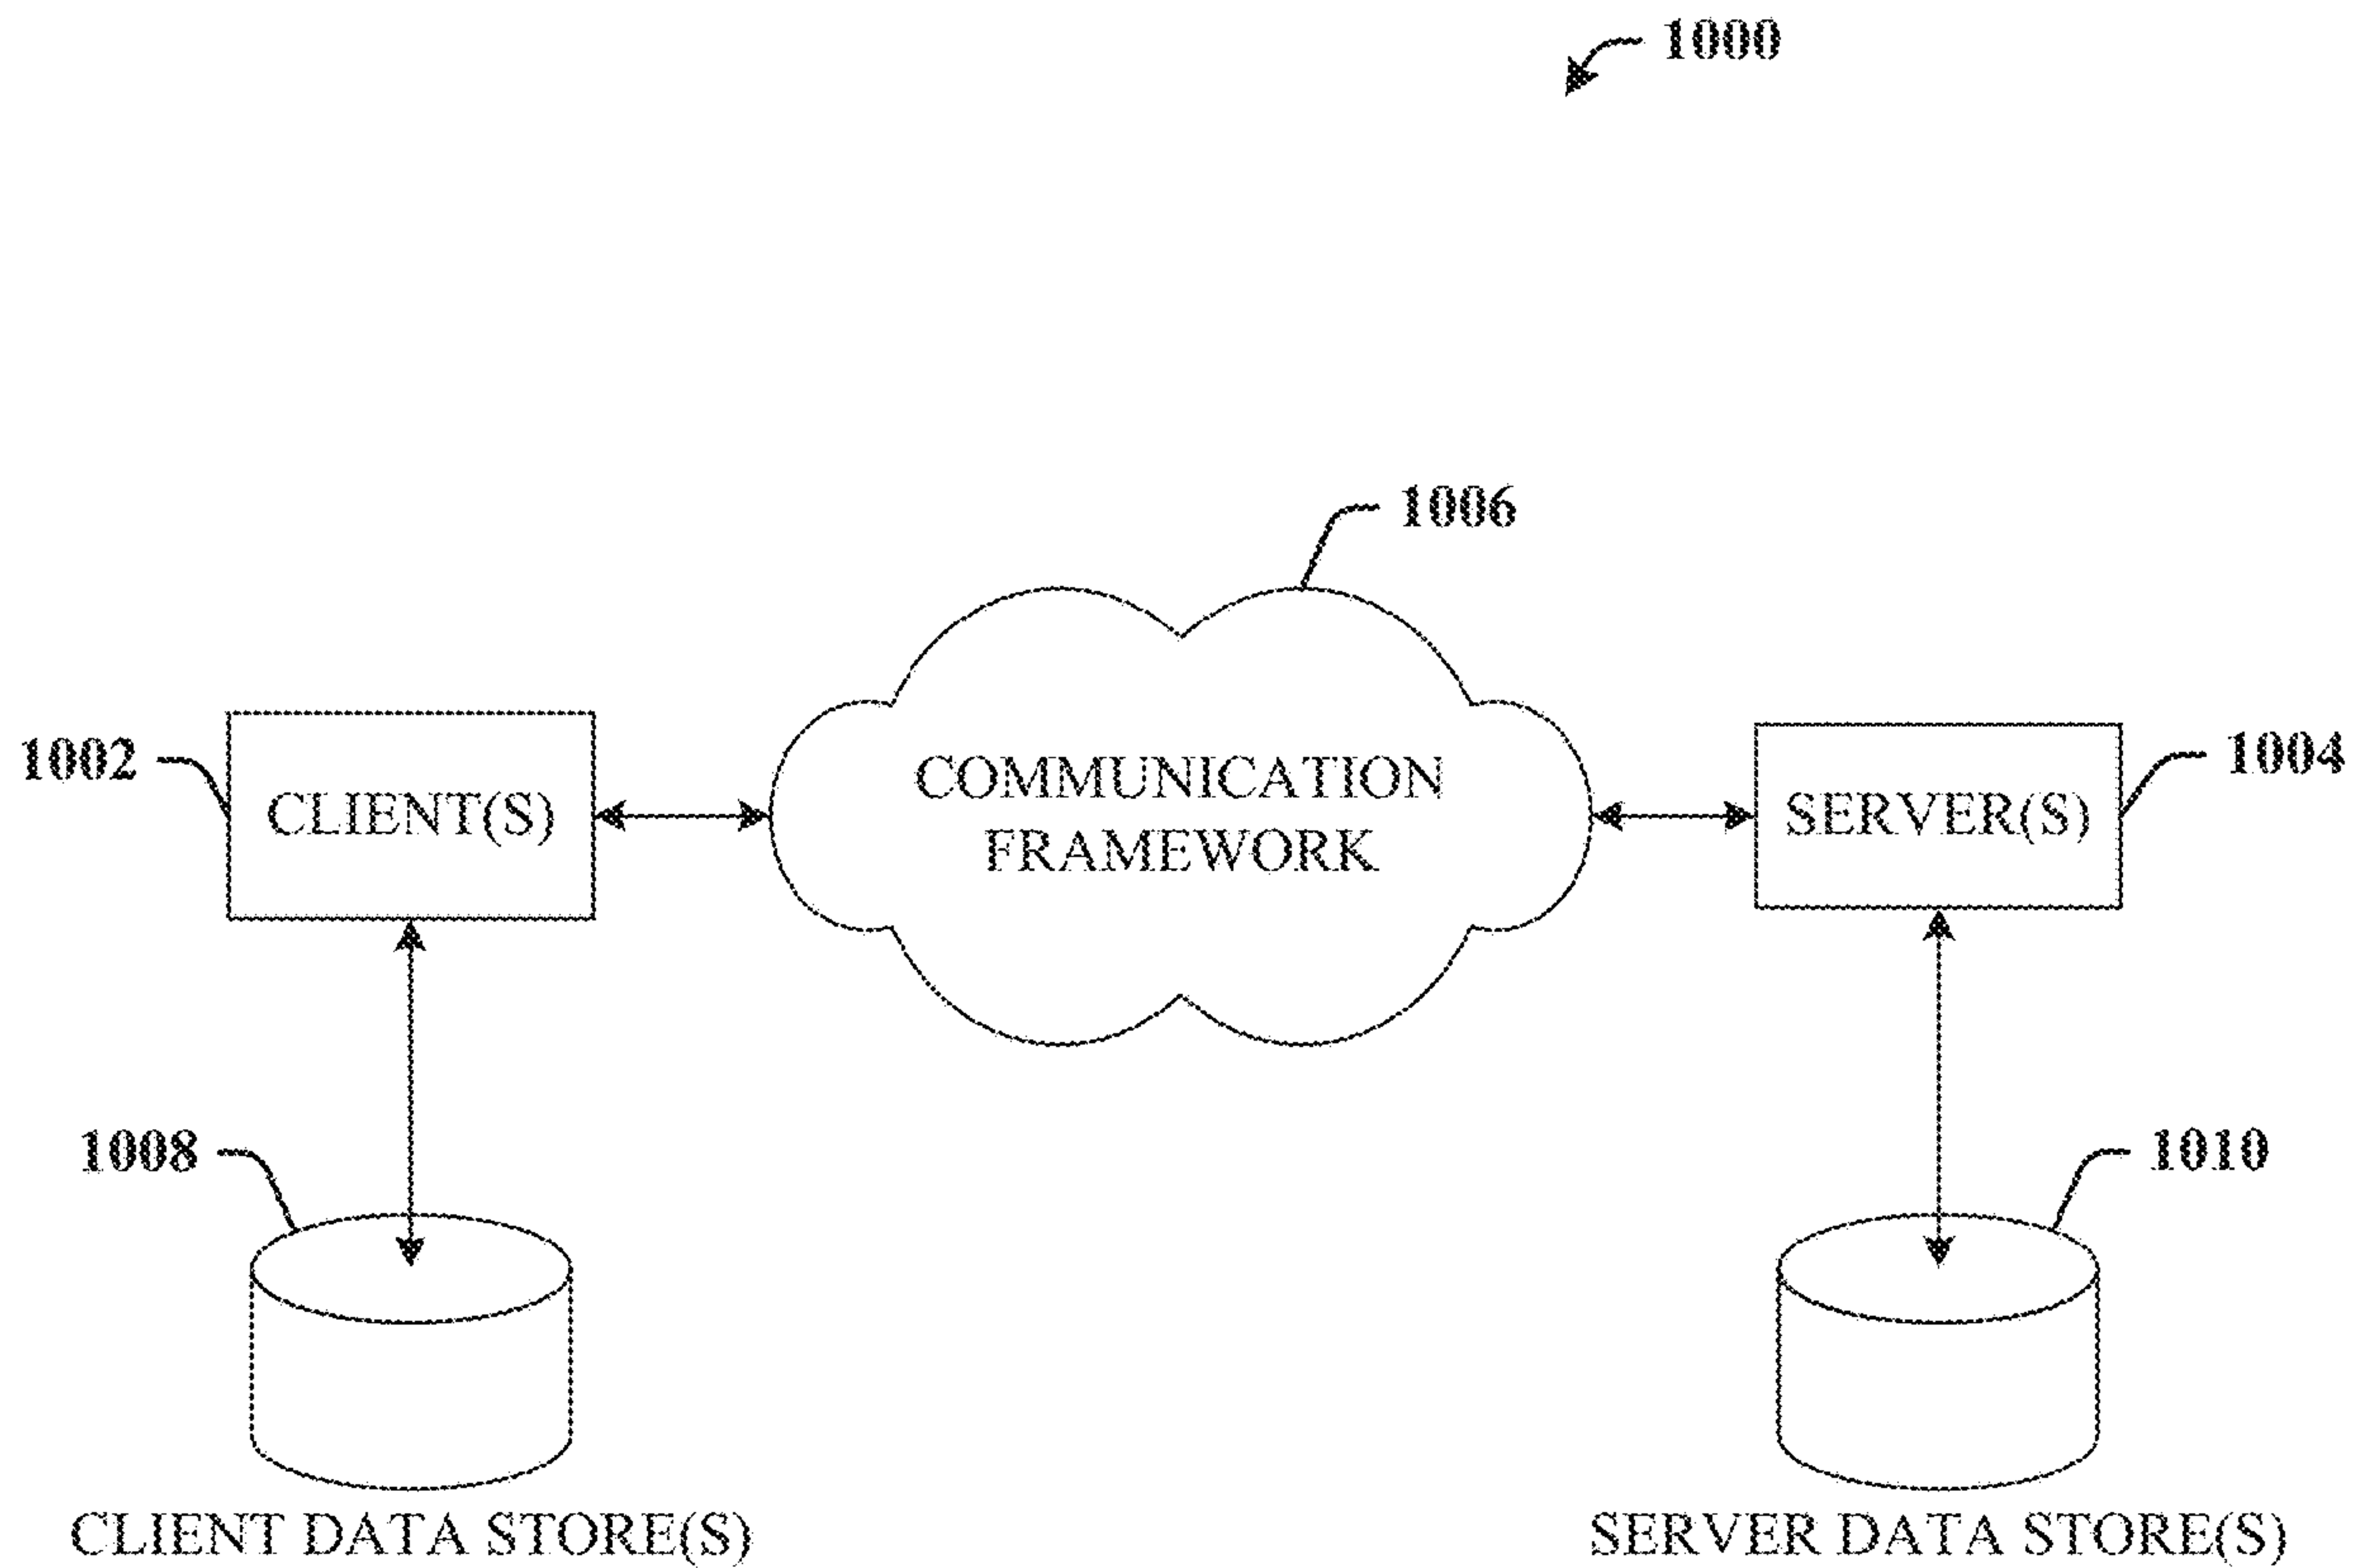 1000
1006
1002
CLIENT(S)
COMMUNICATION
FRAMEWORK
SERVER(S)
1004
1008
1010
CLIENT DATA STORE(S)
SERVER DATA STORE(S)